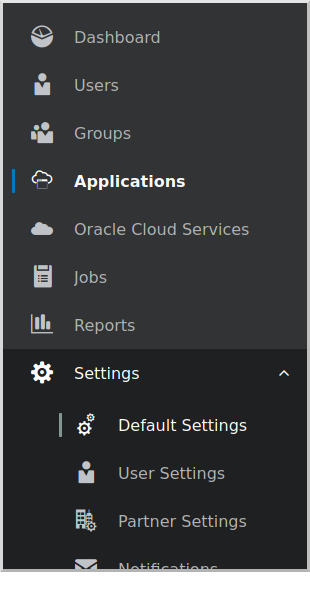 Dashboard
Users
Groups
Applications
Oracle Cloud Services
Jobs
Reports
Settings
Default Settings
User Settings
Partner Settings
Notifications